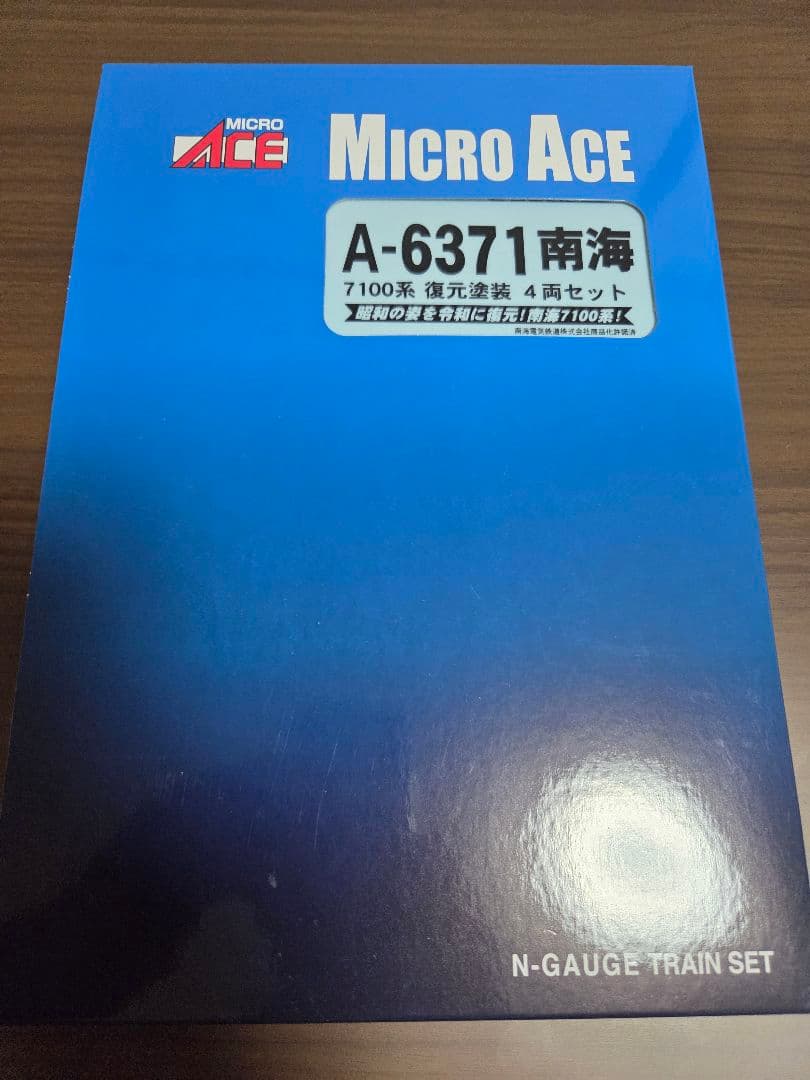 MICRO
ACE
MICRO ACE
A-6371 南海
7100系 復元塗装 4両セット
昭和の姿を令和に復元!南海7100系!
南海電気鉄道株式会社商品化許諾済
N-GAUGE TRAIN SET